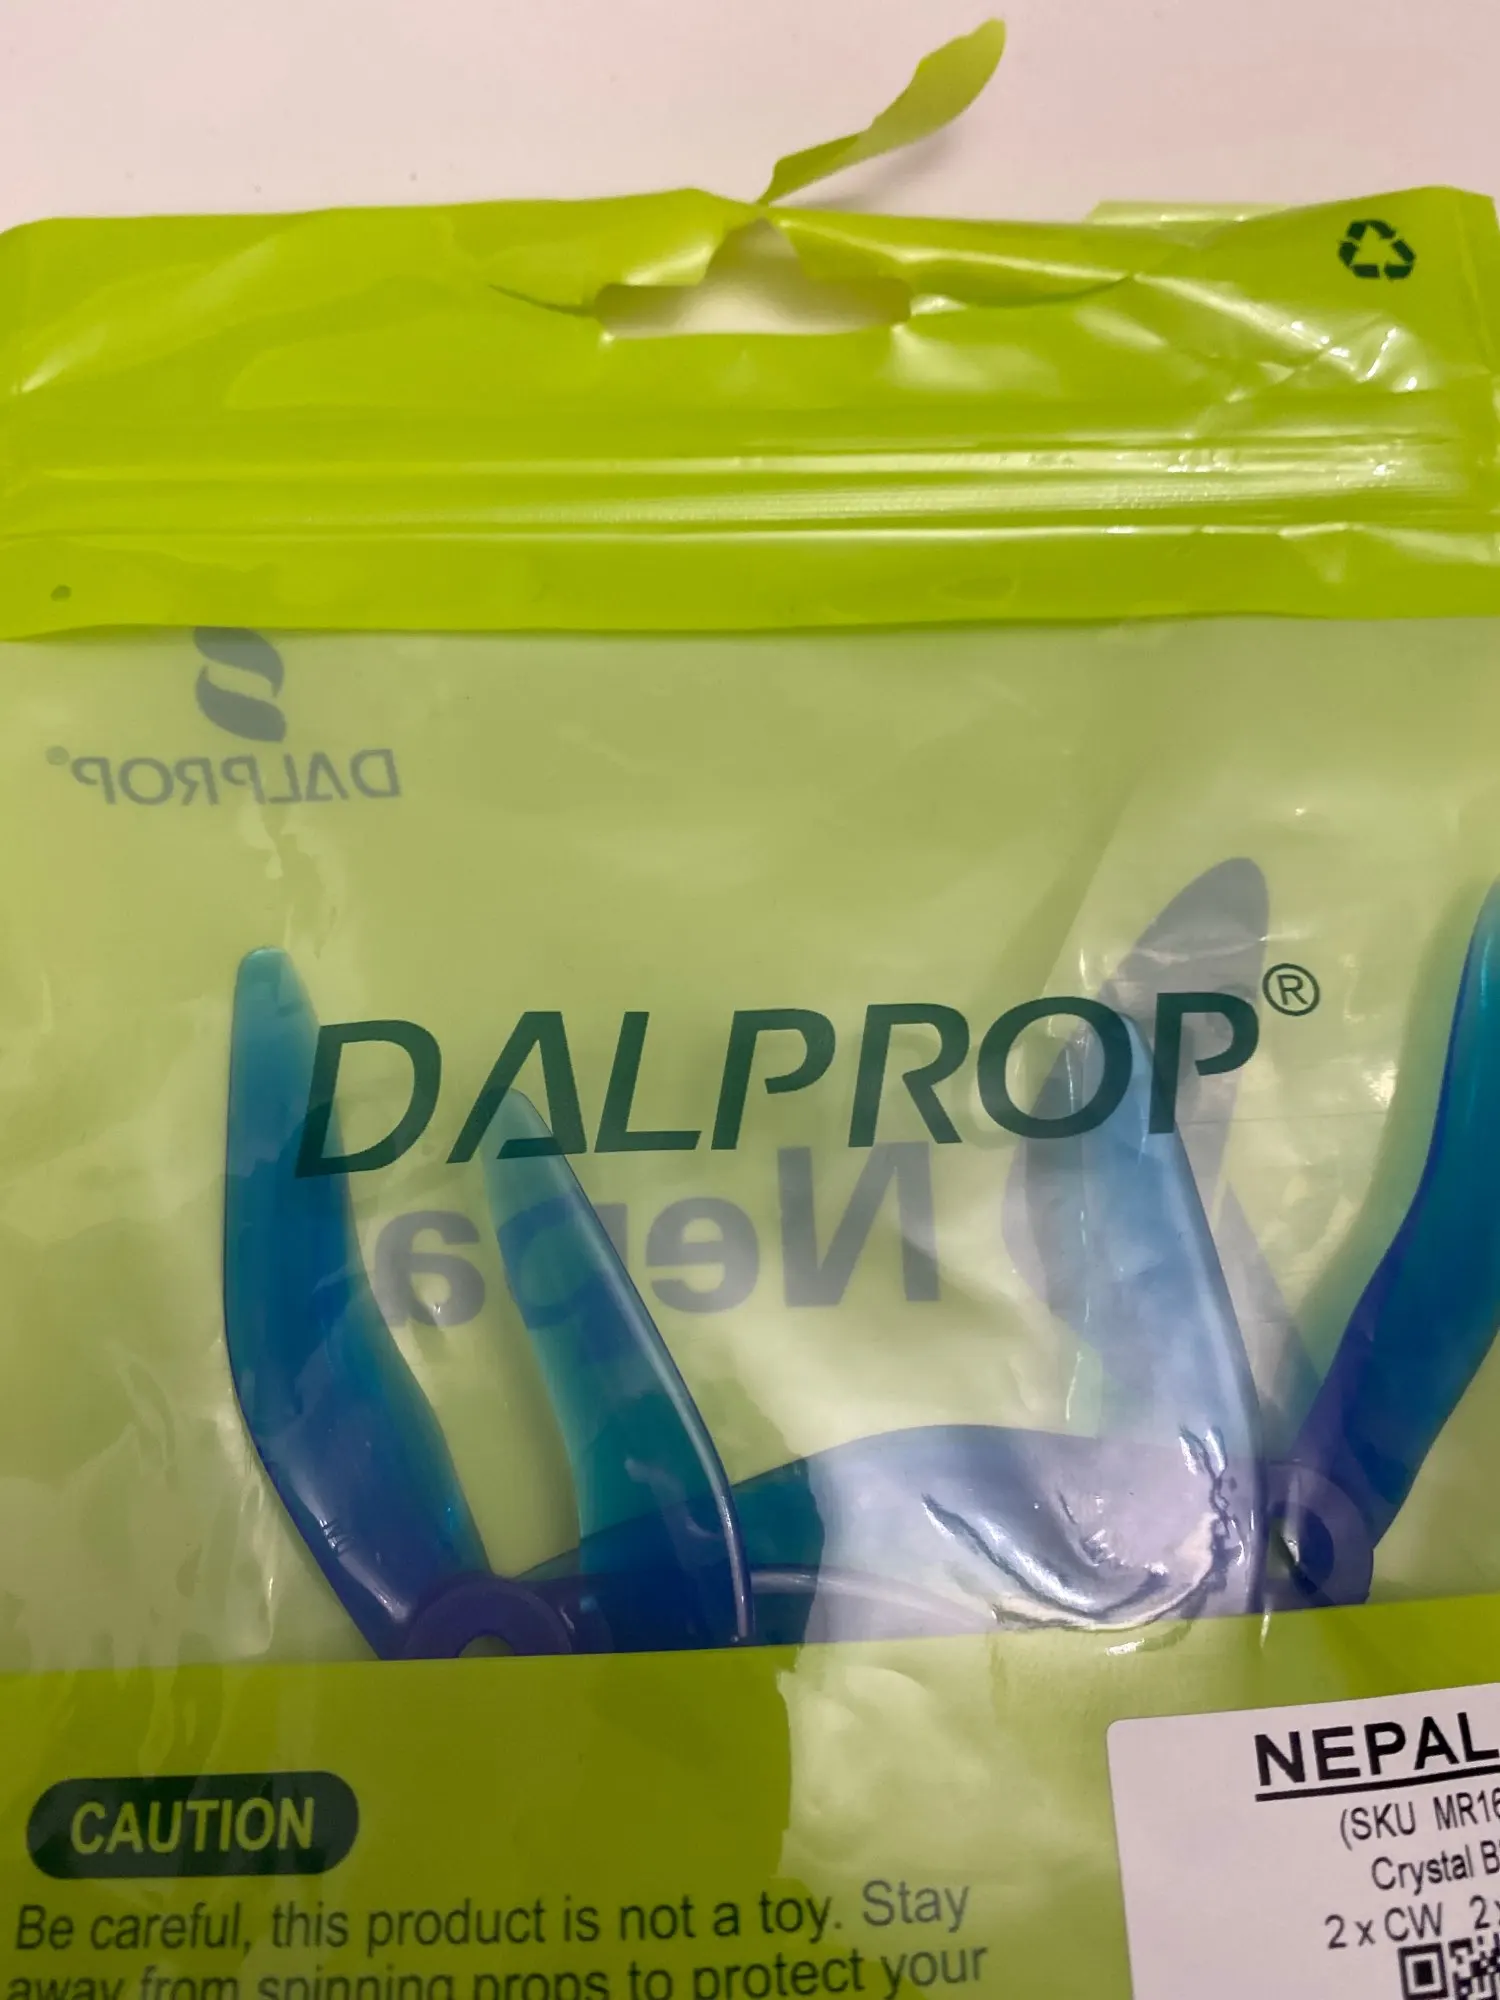 DALPROP®
DALPROP®
Nepa
CAUTION
Be careful, this product is not a toy. Stay
away from spinning props to protect your
NEPAL
(SKU MR16
Crystal B
2 x CW 2x